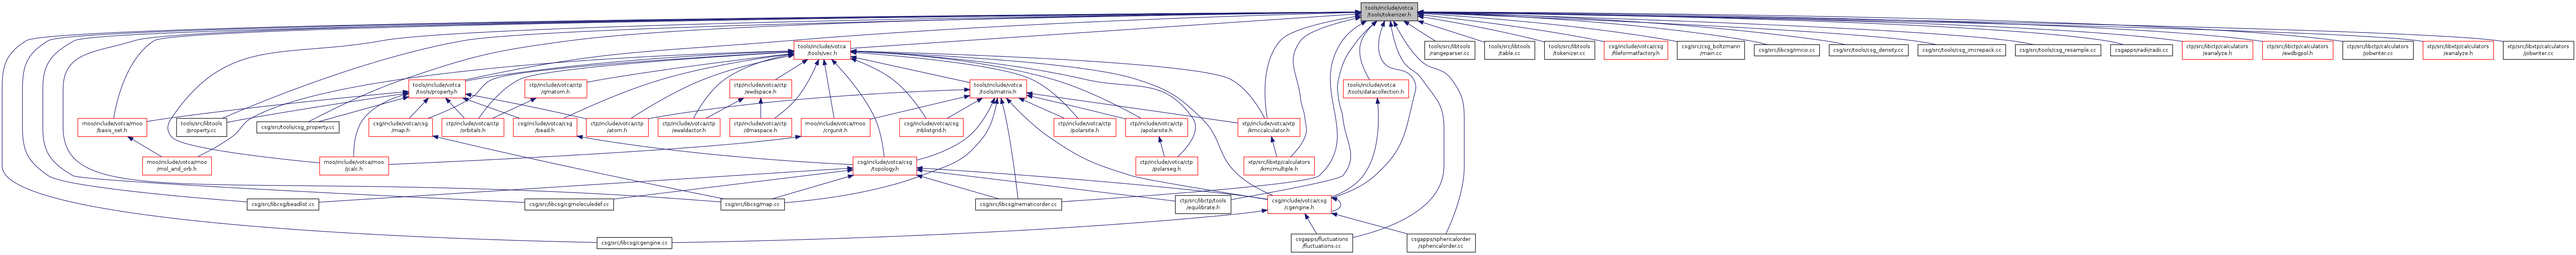 tools/include/votca
/tools/tokenizer.h
tools/include/votca
/tools/vec.h
tools/src/libtools
/rangeparser.cc
tools/src/libtools
/table.cc
tools/src/libtools
/tokenizer.cc
csg/include/votca/csg
/fileformatfactory.h
csg/src/csg_boltzmann
/main.cc
csg/src/libcsg/imcio.cc
csg/src/tools/csg_density.cc
csg/src/tools/csg_imcrepack.cc
csg/src/tools/csg_resample.cc
csgapps/radii/radii.cc
ctp/src/libctp/calculators
/eanalyze.h
ctp/src/libctp/calculators
/ewdbgpol.h
ctp/src/libctp/calculators
/jobwriter.cc
xtp/src/libxtp/calculators
/eanalyze.h
xtp/src/libxtp/calculators
/jobwriter.cc
tools/include/votca
/tools/property.h
ctp/include/votca/ctp
/qmatom.h
ctp/include/votca/ctp
/ewdspace.h
tools/include/votca
/tools/matrix.h
tools/include/votca
/tools/datacollection.h
moo/include/votca/moo
/basis_set.h
tools/src/libtools
/property.cc
csg/src/tools/csg_property.cc
csg/include/votca/csg
/map.h
ctp/include/votca/ctp
/orbitals.h
csg/include/votca/csg
/bead.h
ctp/include/votca/ctp
/atom.h
ctp/include/votca/ctp
/ewaldactor.h
ctp/include/votca/ctp
/dmaspace.h
moo/include/votca/moo
/crgunit.h
csg/include/votca/csg
/nblistgrid.h
ctp/include/votca/ctp
/polarsite.h
ctp/include/votca/ctp
/apolarsite.h
xtp/include/votca/xtp
/kmccalculator.h
moo/include/votca/moo
/mol_and_orb.h
moo/include/votca/moo
/jcalc.h
csg/include/votca/csg
/topology.h
ctp/include/votca/ctp
/polarseg.h
xtp/src/libxtp/calculators
/kmcmultiple.h
csg/src/libcsg/beadlist.cc
csg/src/libcsg/cgmoleculedef.cc
csg/src/libcsg/map.cc
csg/src/libcsg/nematicorder.cc
ctp/src/libctp/tools
/equilibrate.h
csg/include/votca/csg
/cgengine.h
csg/src/libcsg/cgengine.cc
csgapps/fluctuations
/fluctuations.cc
csgapps/sphericalorder
/sphericalorder.cc